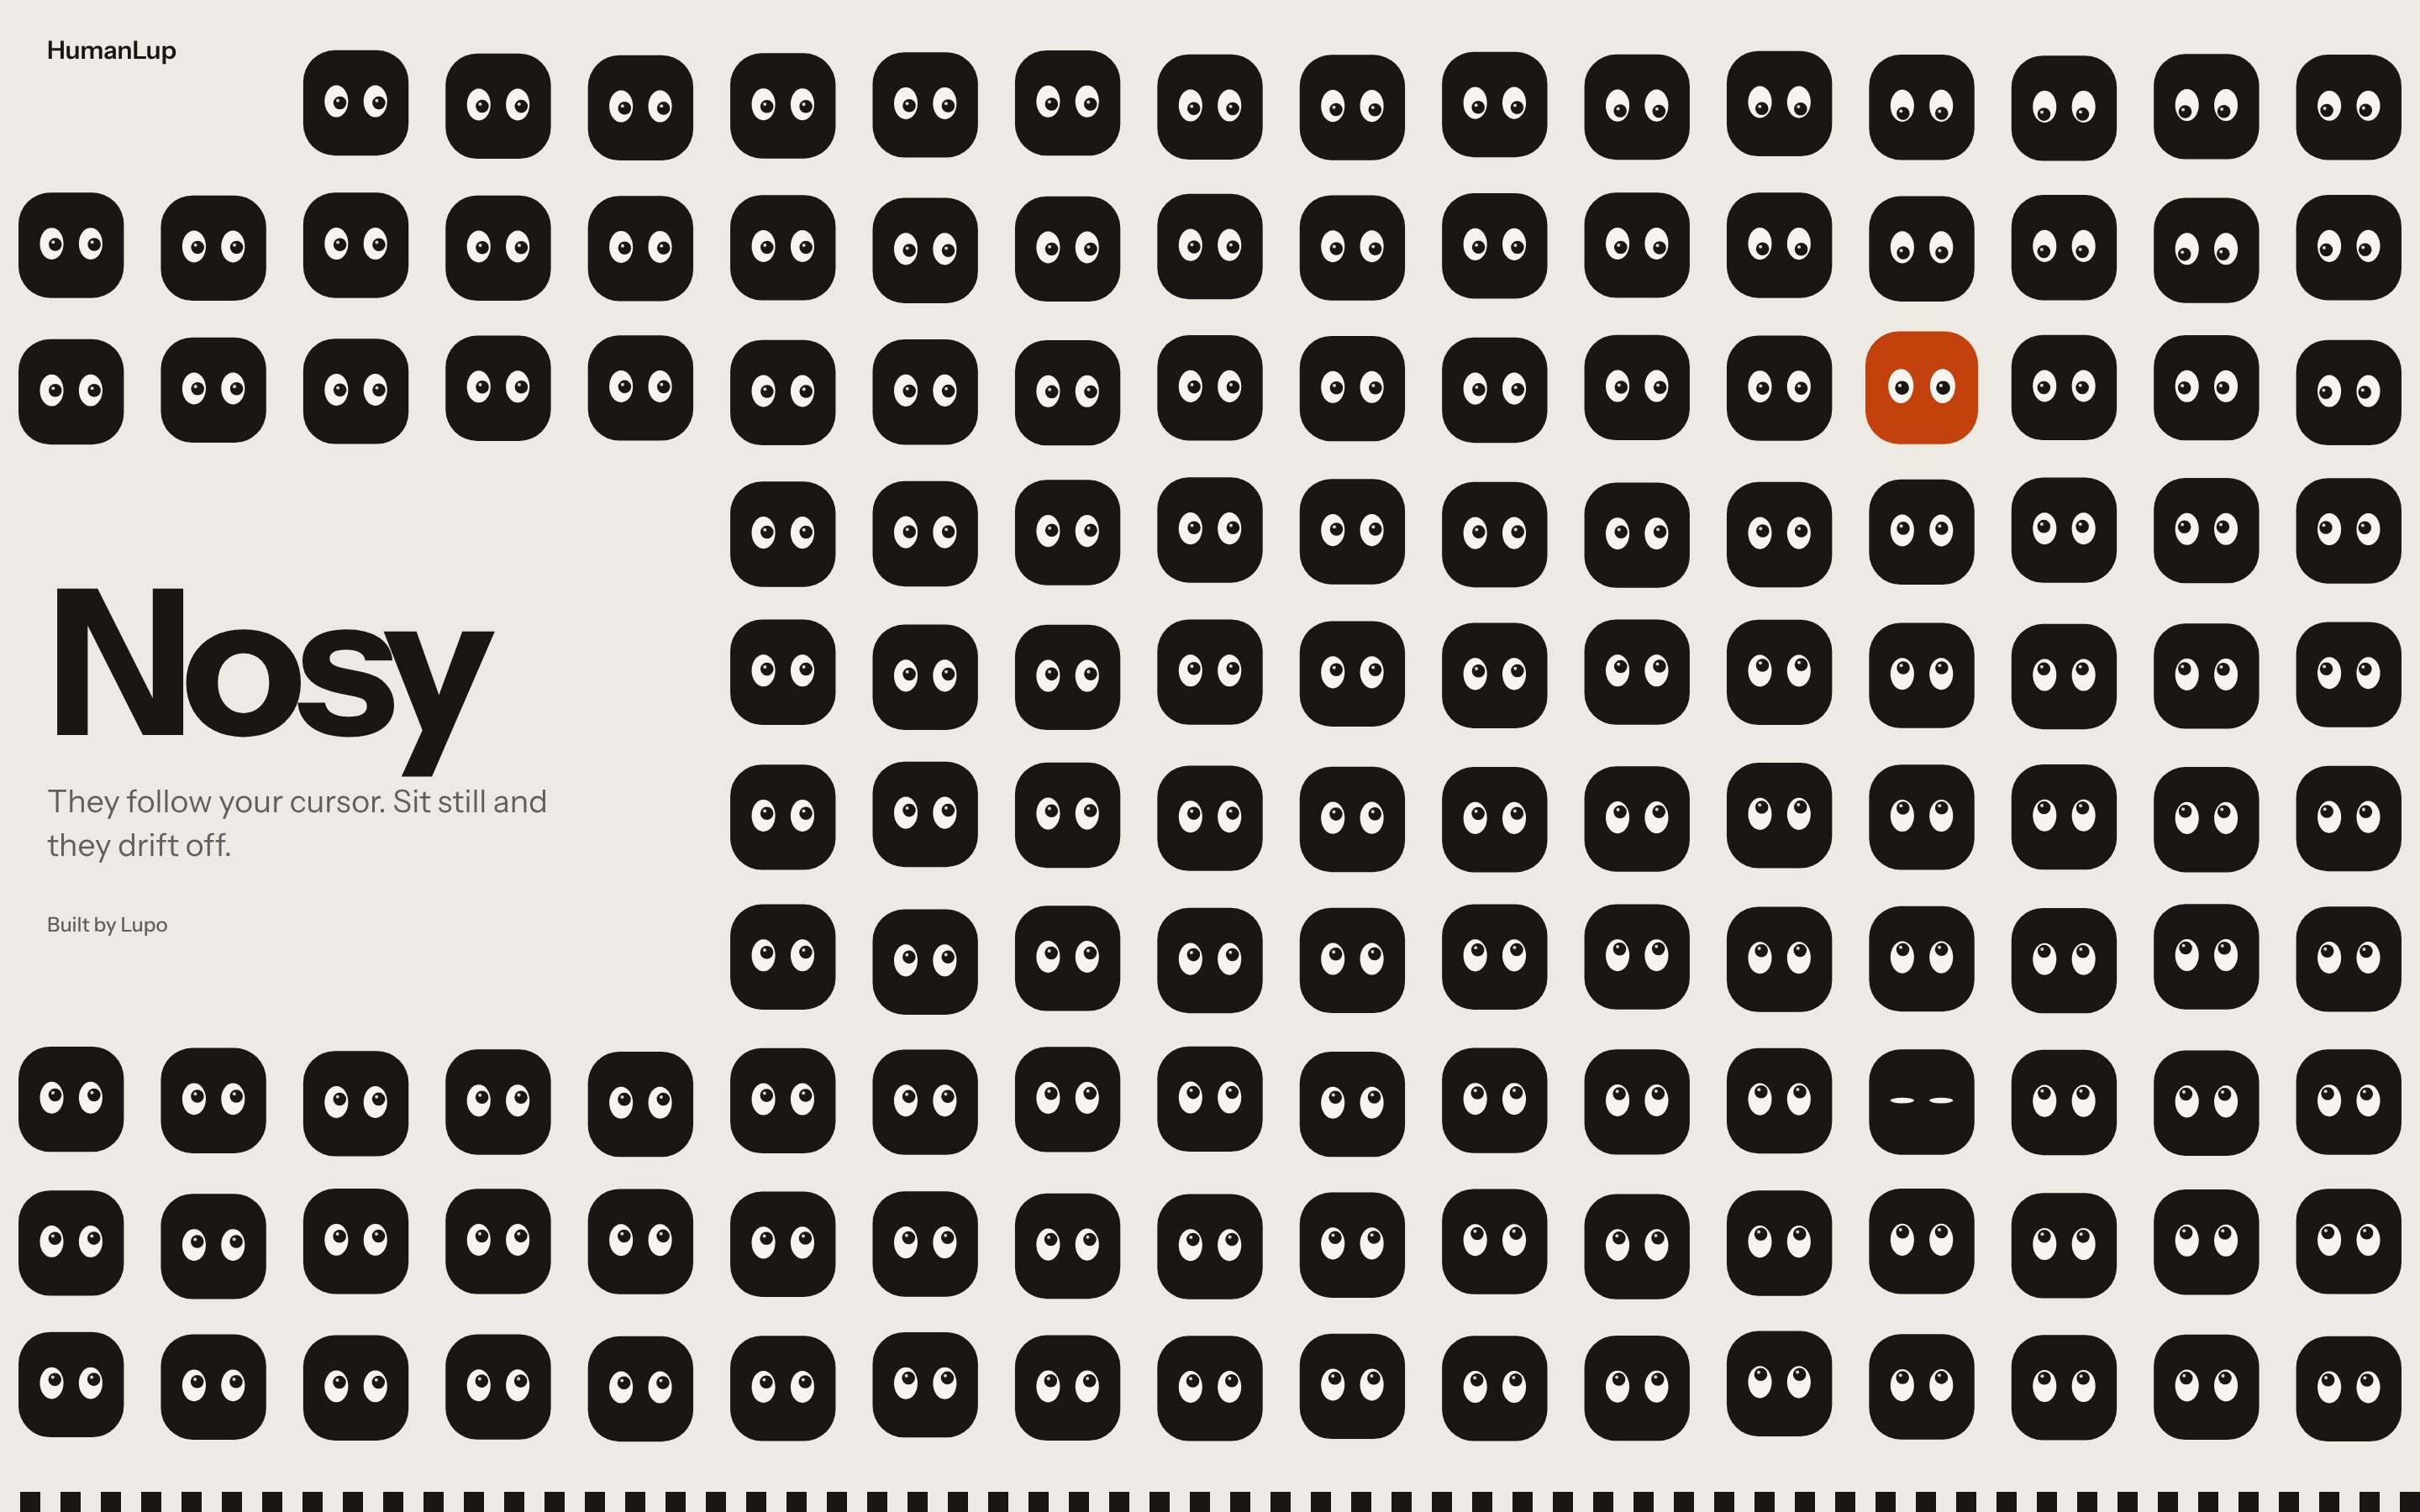 HumanLup
Nosy
They follow your cursor. Sit still and
they drift off.
Built by Lupo